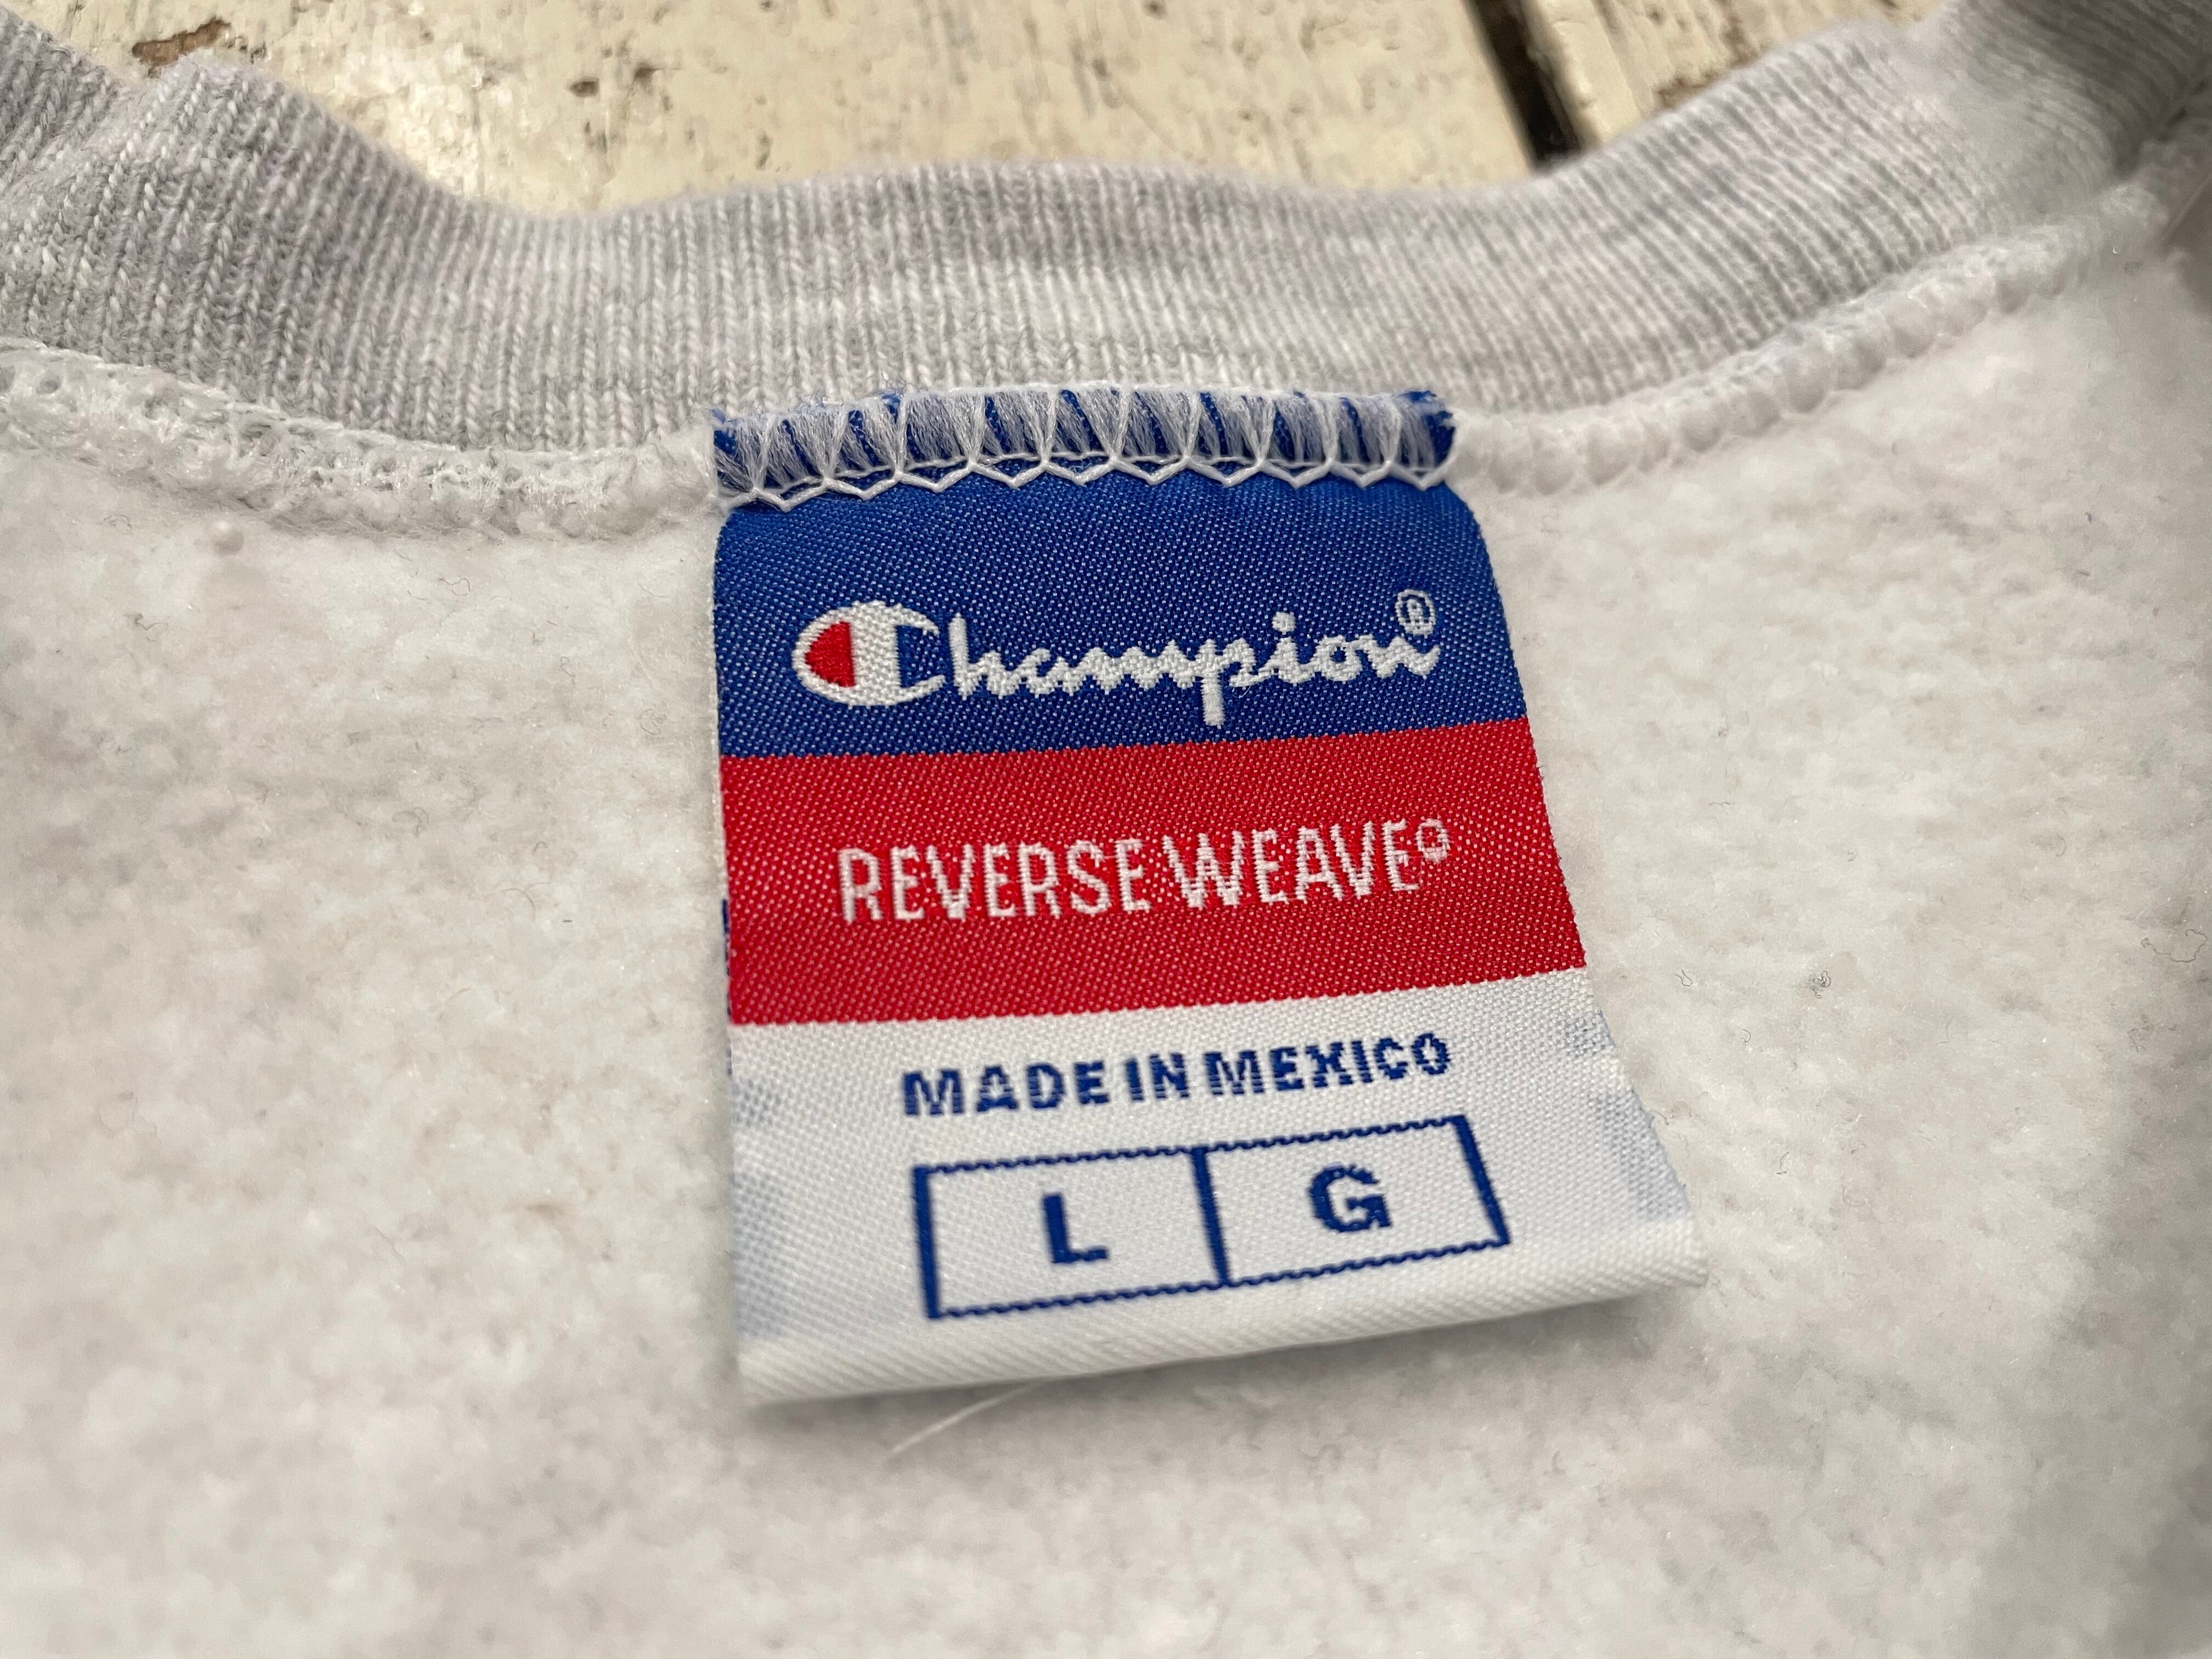 Champion®
REVERSE WEAVE®
MADE IN MEXICO
L G